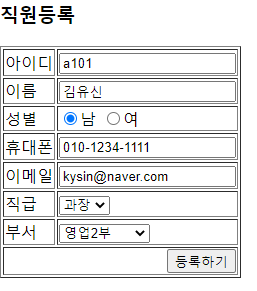 직원등록
아이디 a101
이름 김유신
성별 남 여
휴대폰 010-1234-1111
이메일 kysin@naver.com
직급 과장
부서 영업2부
등록하기